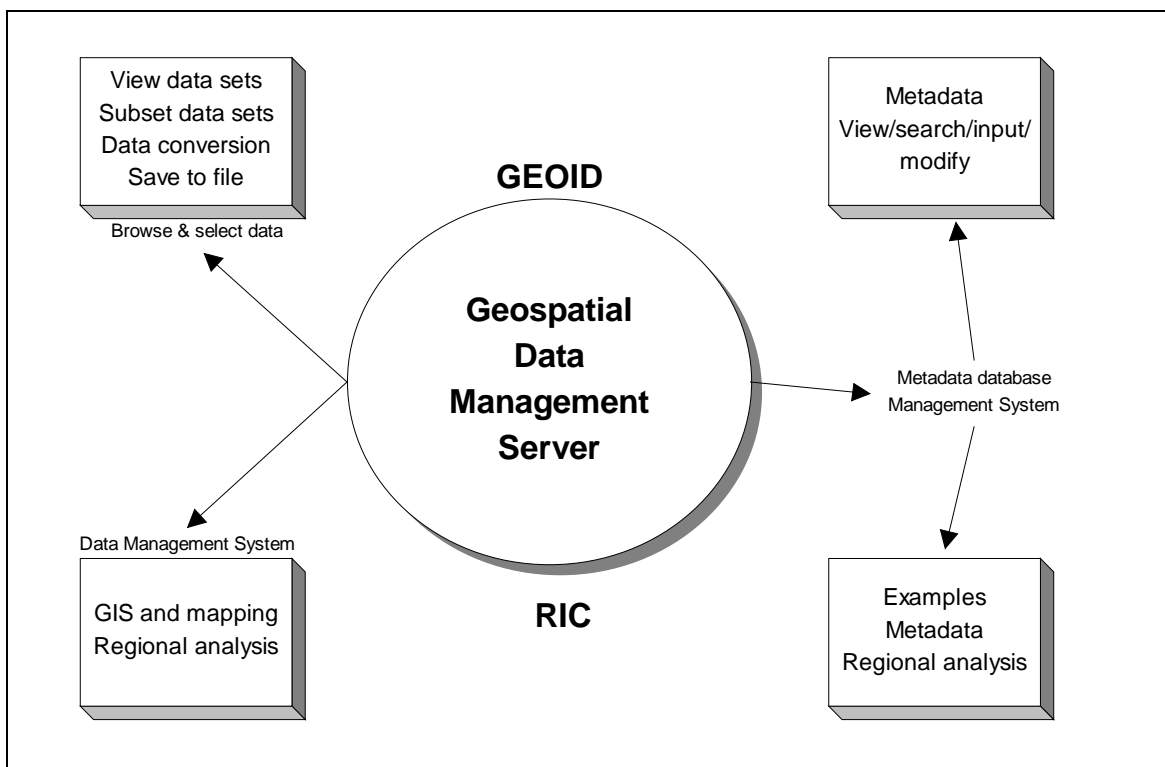 View data sets
Subset data sets
Data conversion
Save to file
Browse & select data
Metadata
View/search/input/
modify
GEOID
Geospatial
Data
Management
Server
RIC
Metadata database
Management System
Data Management System
GIS and mapping
Regional analysis
Examples
Metadata
Regional analysis